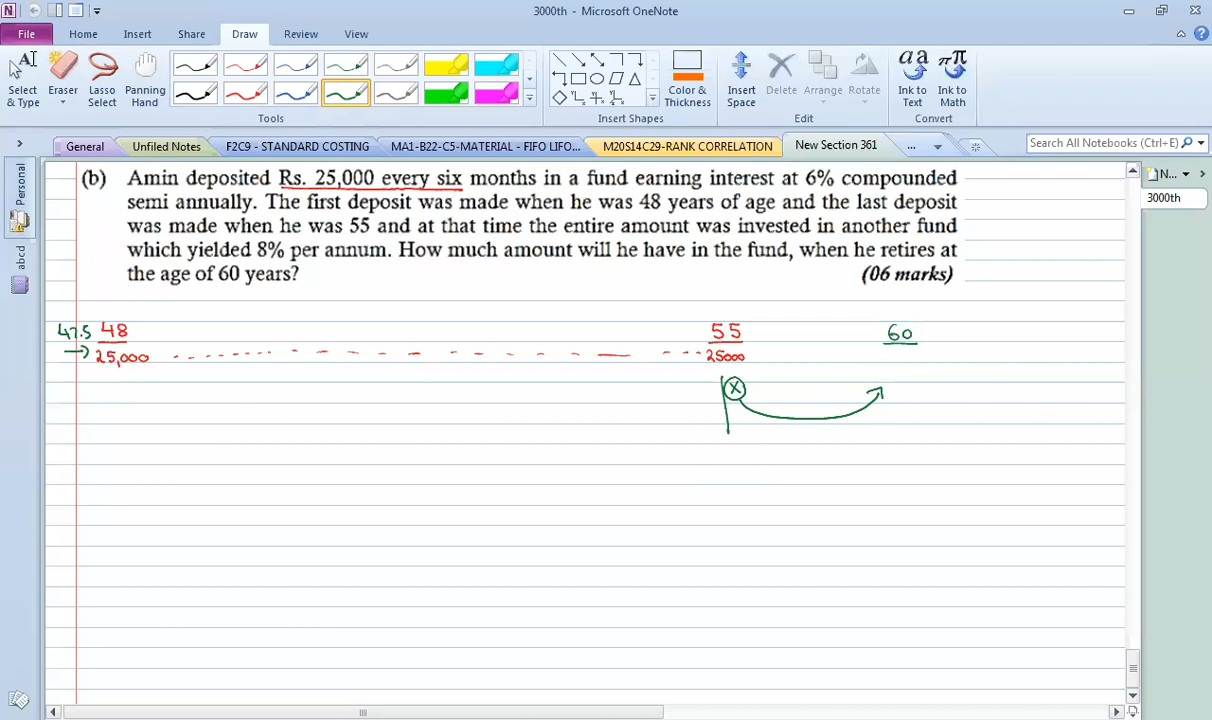 3000th - Microsoft OneNote
File Home Insert Share Draw Review View
Select & Type
Eraser
Lasso Select
Panning Hand
Color & Thickness
Insert Space
Delete
Arrange
Rotate
Ink to Text
Ink to Math
Tools
Insert Shapes
Edit
Convert
General
Unfiled Notes
F2C9 - STANDARD COSTING
MA1-B22-C5-MATERIAL - FIFO LIFO...
M20S14C29-RANK CORRELATION
New Section 361
...
Search All Notebooks (Ctrl+E)
N...
3000th
Personal
abcd
(b) Amin deposited Rs. 25,000 every six months in a fund earning interest at 6% compounded
semi annually. The first deposit was made when he was 48 years of age and the last deposit
was made when he was 55 and at that time the entire amount was invested in another fund
which yielded 8% per annum. How much amount will he have in the fund, when he retires at
the age of 60 years? (06 marks)
47.5 48 55 60
25,000 25000
X